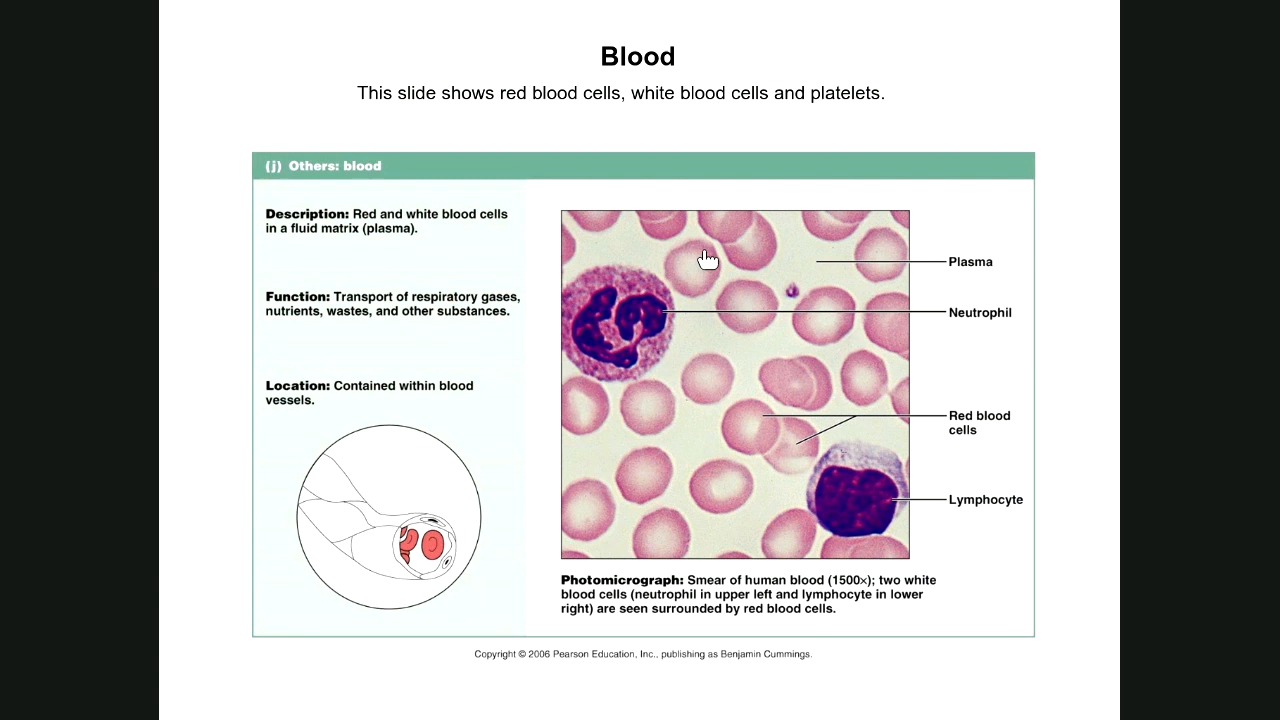 Blood
This slide shows red blood cells, white blood cells and platelets.
(j) Others: blood
Description: Red and white blood cells
in a fluid matrix (plasma).
Function: Transport of respiratory gases,
nutrients, wastes, and other substances.
Location: Contained within blood
vessels.
Plasma
Neutrophil
Red blood
cells
Lymphocyte
Photomicrograph: Smear of human blood (1500×); two white
blood cells (neutrophil in upper left and lymphocyte in lower
right) are seen surrounded by red blood cells.
Copyright © 2006 Pearson Education, Inc., publishing as Benjamin Cummings.